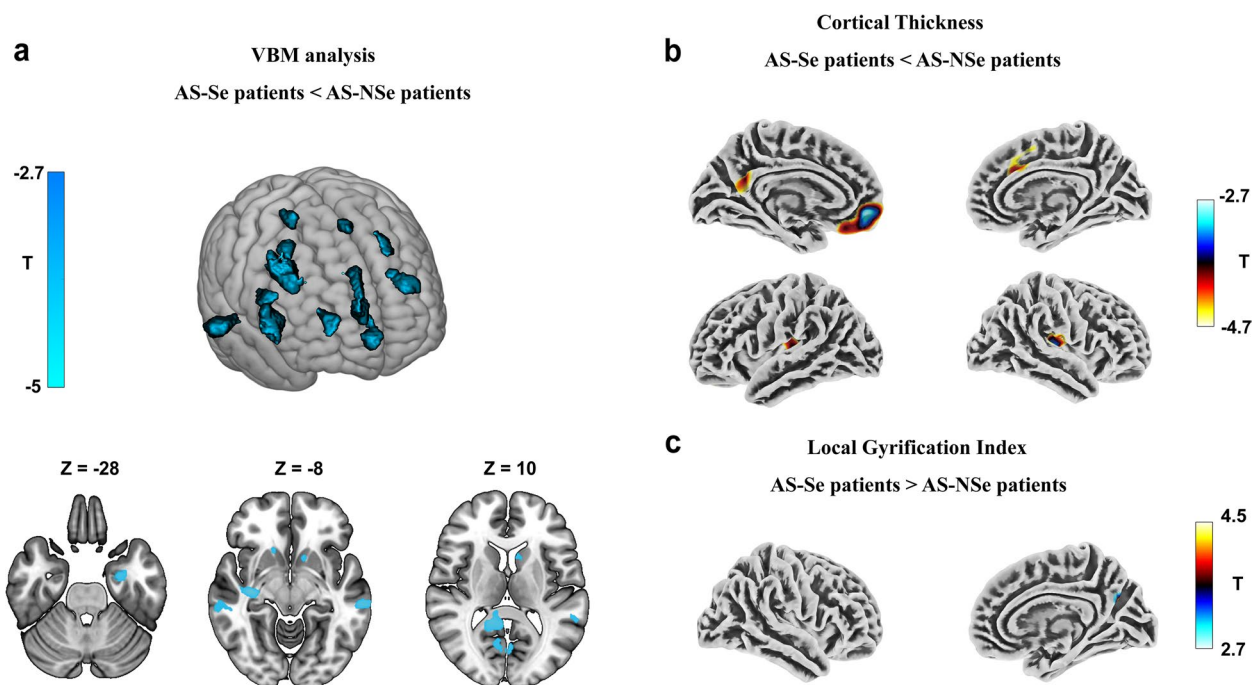 a
VBM analysis
AS-Se patients < AS-NSe patients
-2.7
T
-5
Z = -28
Z = -8
Z = 10
b
Cortical Thickness
AS-Se patients < AS-NSe patients
-2.7
T
-4.7
c
Local Gyrification Index
AS-Se patients > AS-NSe patients
4.5
T
2.7